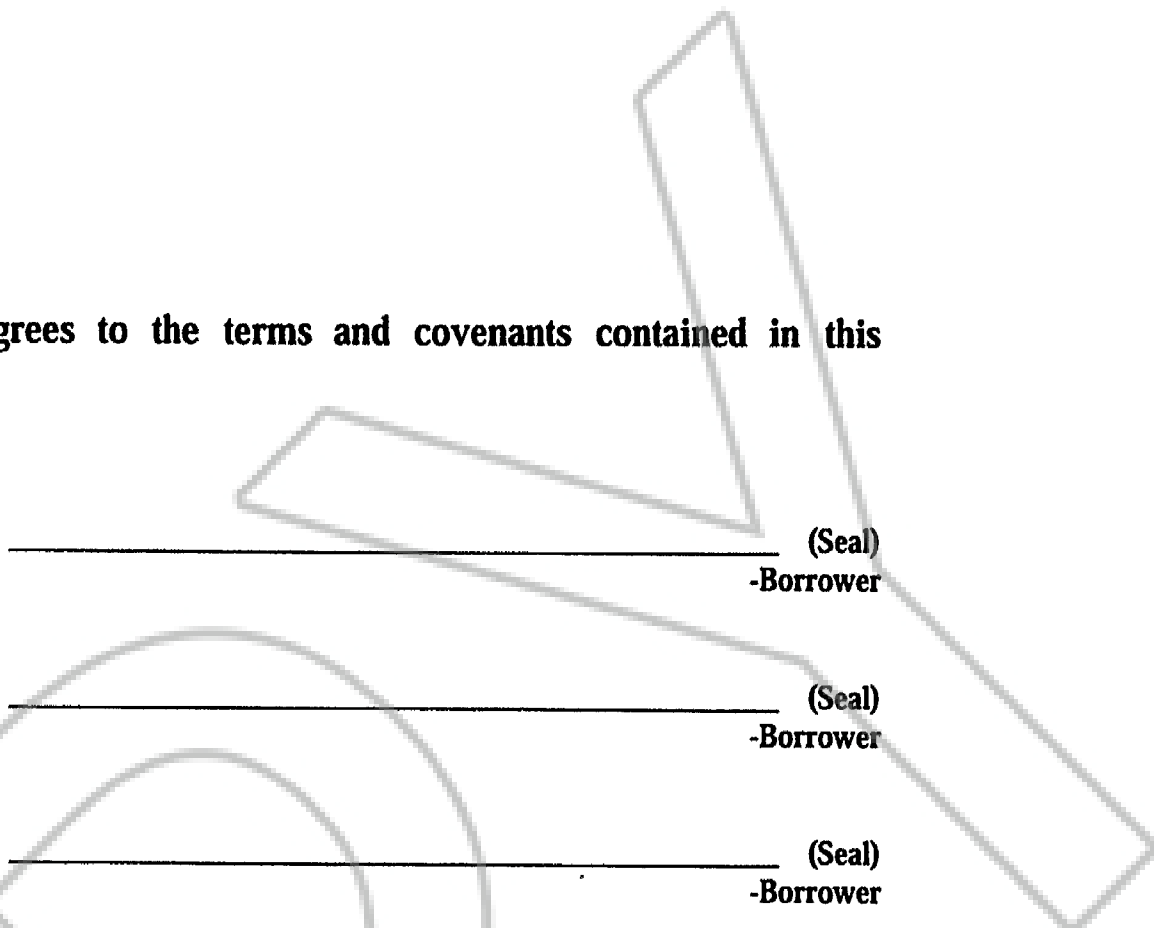 grees to the terms and covenants contained in this
(Seal)
-Borrower
(Seal)
-Borrower
(Seal)
-Borrower